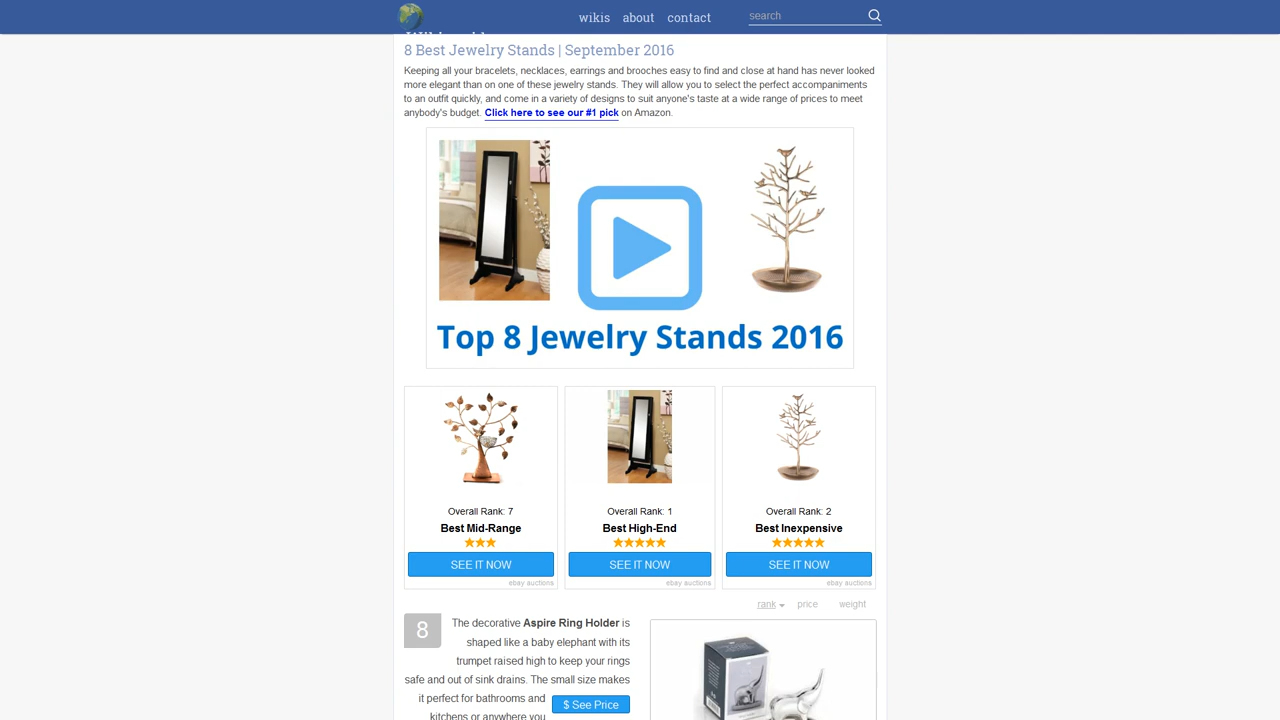 wikis about contact search
8 Best Jewelry Stands | September 2016
Keeping all your bracelets, necklaces, earrings and brooches easy to find and close at hand has never looked
more elegant than on one of these jewelry stands. They will allow you to select the perfect accompaniments
to an outfit quickly, and come in a variety of designs to suit anyone's taste at a wide range of prices to meet
anybody's budget. Click here to see our #1 pick on Amazon.
Top 8 Jewelry Stands 2016
Overall Rank: 7
Best Mid-Range
SEE IT NOW
ebay auctions
Overall Rank: 1
Best High-End
SEE IT NOW
ebay auctions
Overall Rank: 2
Best Inexpensive
SEE IT NOW
ebay auctions
rank price weight
8
The decorative Aspire Ring Holder is
shaped like a baby elephant with its
trumpet raised high to keep your rings
safe and out of sink drains. The small size makes
it perfect for bathrooms and
$ See Price
kitchens or anywhere you